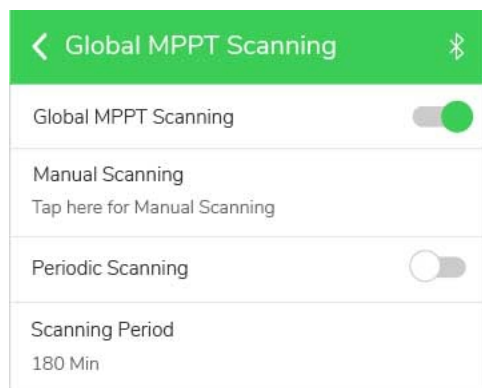 Global MPPT Scanning
Global MPPT Scanning
Manual Scanning
Tap here for Manual Scanning
Periodic Scanning
Scanning Period
180 Min